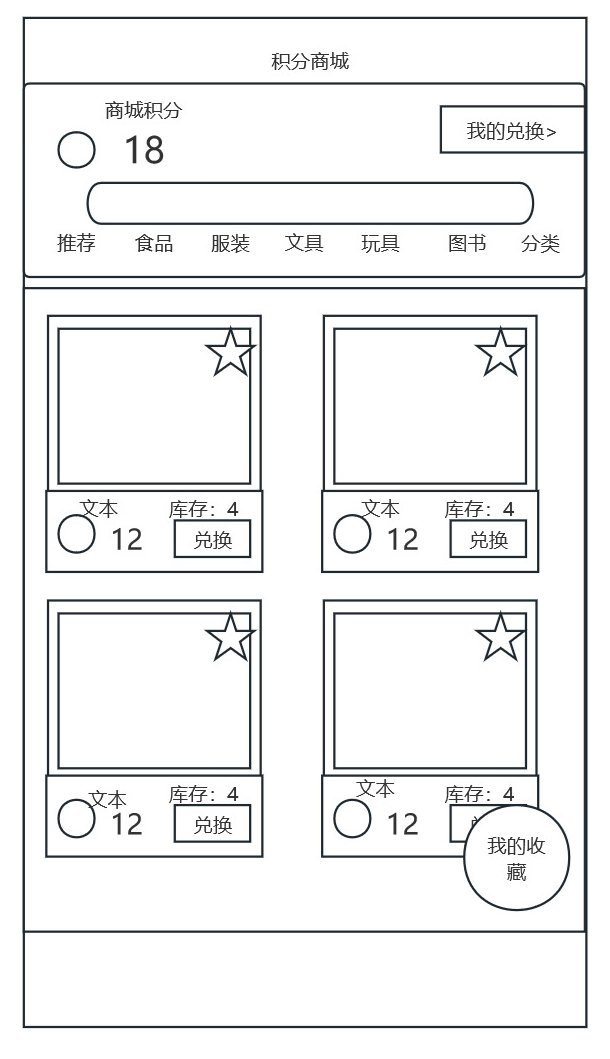 积分商城
商城积分
18
我的兑换>
推荐 食品 服装 文具 玩具 图书 分类
文本 库存：4
12 兑换
文本 库存：4
12 兑换
文本 库存：4
12 兑换
文本 库存：4
12
我的收
藏